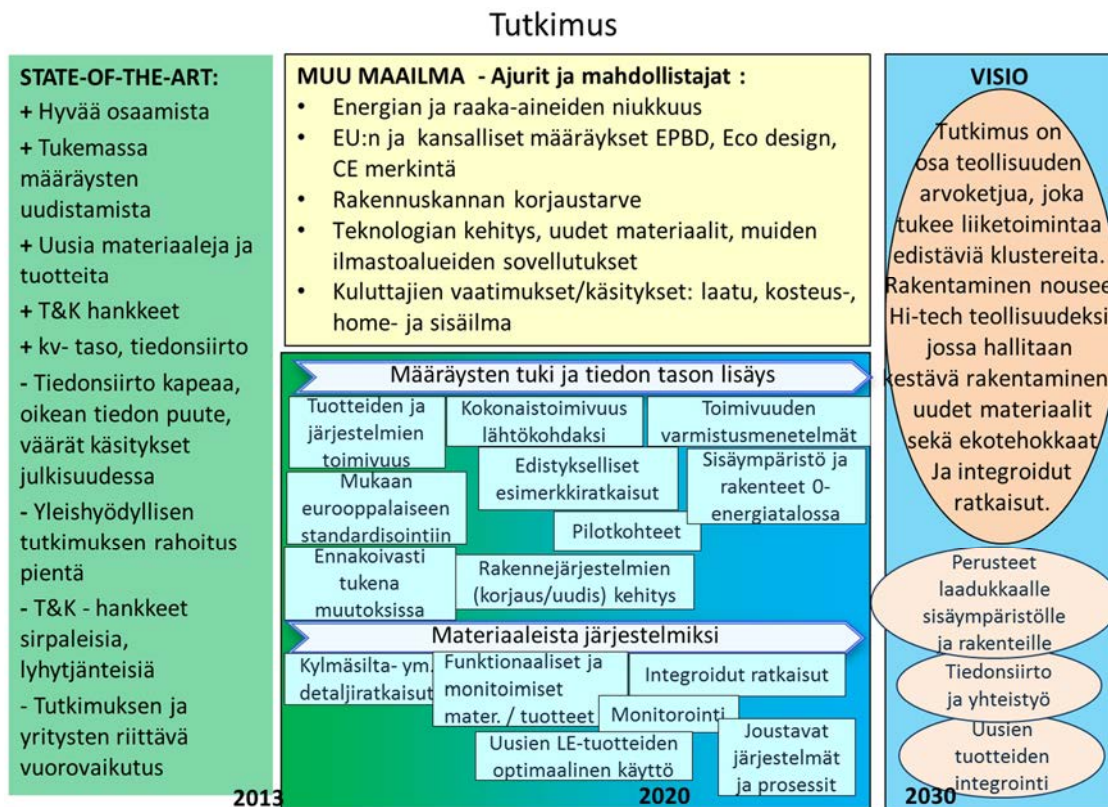 Tutkimus
STATE-OF-THE-ART:
+ Hyvää osaamista
+ Tukemassa
määräysten
uudistamista
+ Uusia materiaaleja ja
tuotteita
+ T&K hankkeet
+ kv- taso, tiedonsiirto
- Tiedonsiirto kapeaa,
oikean tiedon puute,
väärät käsitykset
julkisuudessa
- Yleishyödyllisen
tutkimuksen rahoitus
pientä
- T&K - hankkeet
sirpaleisia,
lyhytjänteisiä
- Tutkimuksen ja
yritysten riittävä
vuorovaikutus
MUU MAAILMA - Ajurit ja mahdollistajat :
• Energian ja raaka-aineiden niukkuus
• EU:n ja kansalliset määräykset EPBD, Eco design,
CE merkintä
• Rakennuskannan korjaustarve
• Teknologian kehitys, uudet materiaalit, muiden
ilmastoalueiden sovellutukset
• Kuluttajien vaatimukset/käsitykset: laatu, kosteus-,
home- ja sisäilma
Määräysten tuki ja tiedon tason lisäys
Tuotteiden ja
järjestelmien
toimivuus
Kokonaistoimivuus
lähtökohdaksi
Toimivuuden
varmistusmenetelmät
Mukaan
eurooppalaiseen
standardisointiin
Edistykselliset
esimerkkiratkaisut
Sisäympäristö ja
rakenteet 0-
energiatalossa
Pilotkohteet
Ennakoivasti
tukena
muutoksissa
Rakennejärjestelmien
(korjaus/uudis) kehitys
Materiaaleista järjestelmiksi
Kylmäsilta- ym.
detaljiratkaisut
Funktionaaliset ja
monitoimiset
mater. / tuotteet
Integroidut ratkaisut
Monitorointi
Uusien LE-tuotteiden
optimaalinen käyttö
Joustavat
järjestelmät
ja prosessit
VISIO
Tutkimus on
osa teollisuuden
arvoketjua, joka
tukee liiketoimintaa
edistäviä klustereita.
Rakentaminen nousee
Hi-tech teollisuudeksi
jossa hallitaan
kestävä rakentaminen
uudet materiaalit
sekä ekotehokkaat
Ja integroidut
ratkaisut.
Perusteet
laadukkaalle
sisäympäristölle
ja rakenteille
Tiedonsiirto
ja yhteistyö
Uusien
tuotteiden
integrointi
2013
2020
2030